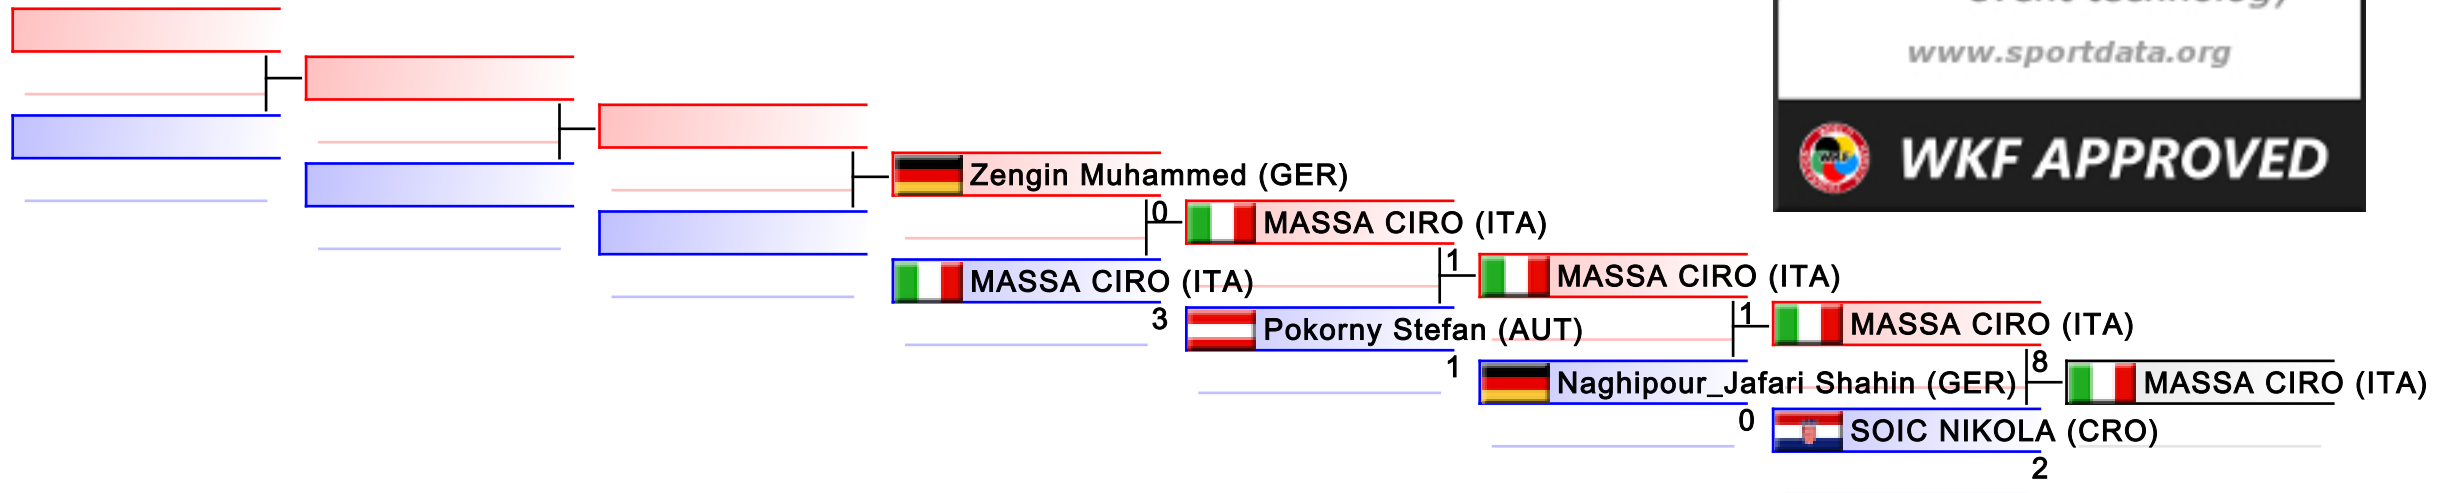 event technology
www.sportdata.org
WKF APPROVED
Zengin Muhammed (GER)
0
MASSA CIRO (ITA)
3
MASSA CIRO (ITA)
1
Pokorny Stefan (AUT)
1
MASSA CIRO (ITA)
1
Naghipour_Jafari Shahin (GER)
0
MASSA CIRO (ITA)
8
SOIC NIKOLA (CRO)
2
MASSA CIRO (ITA)